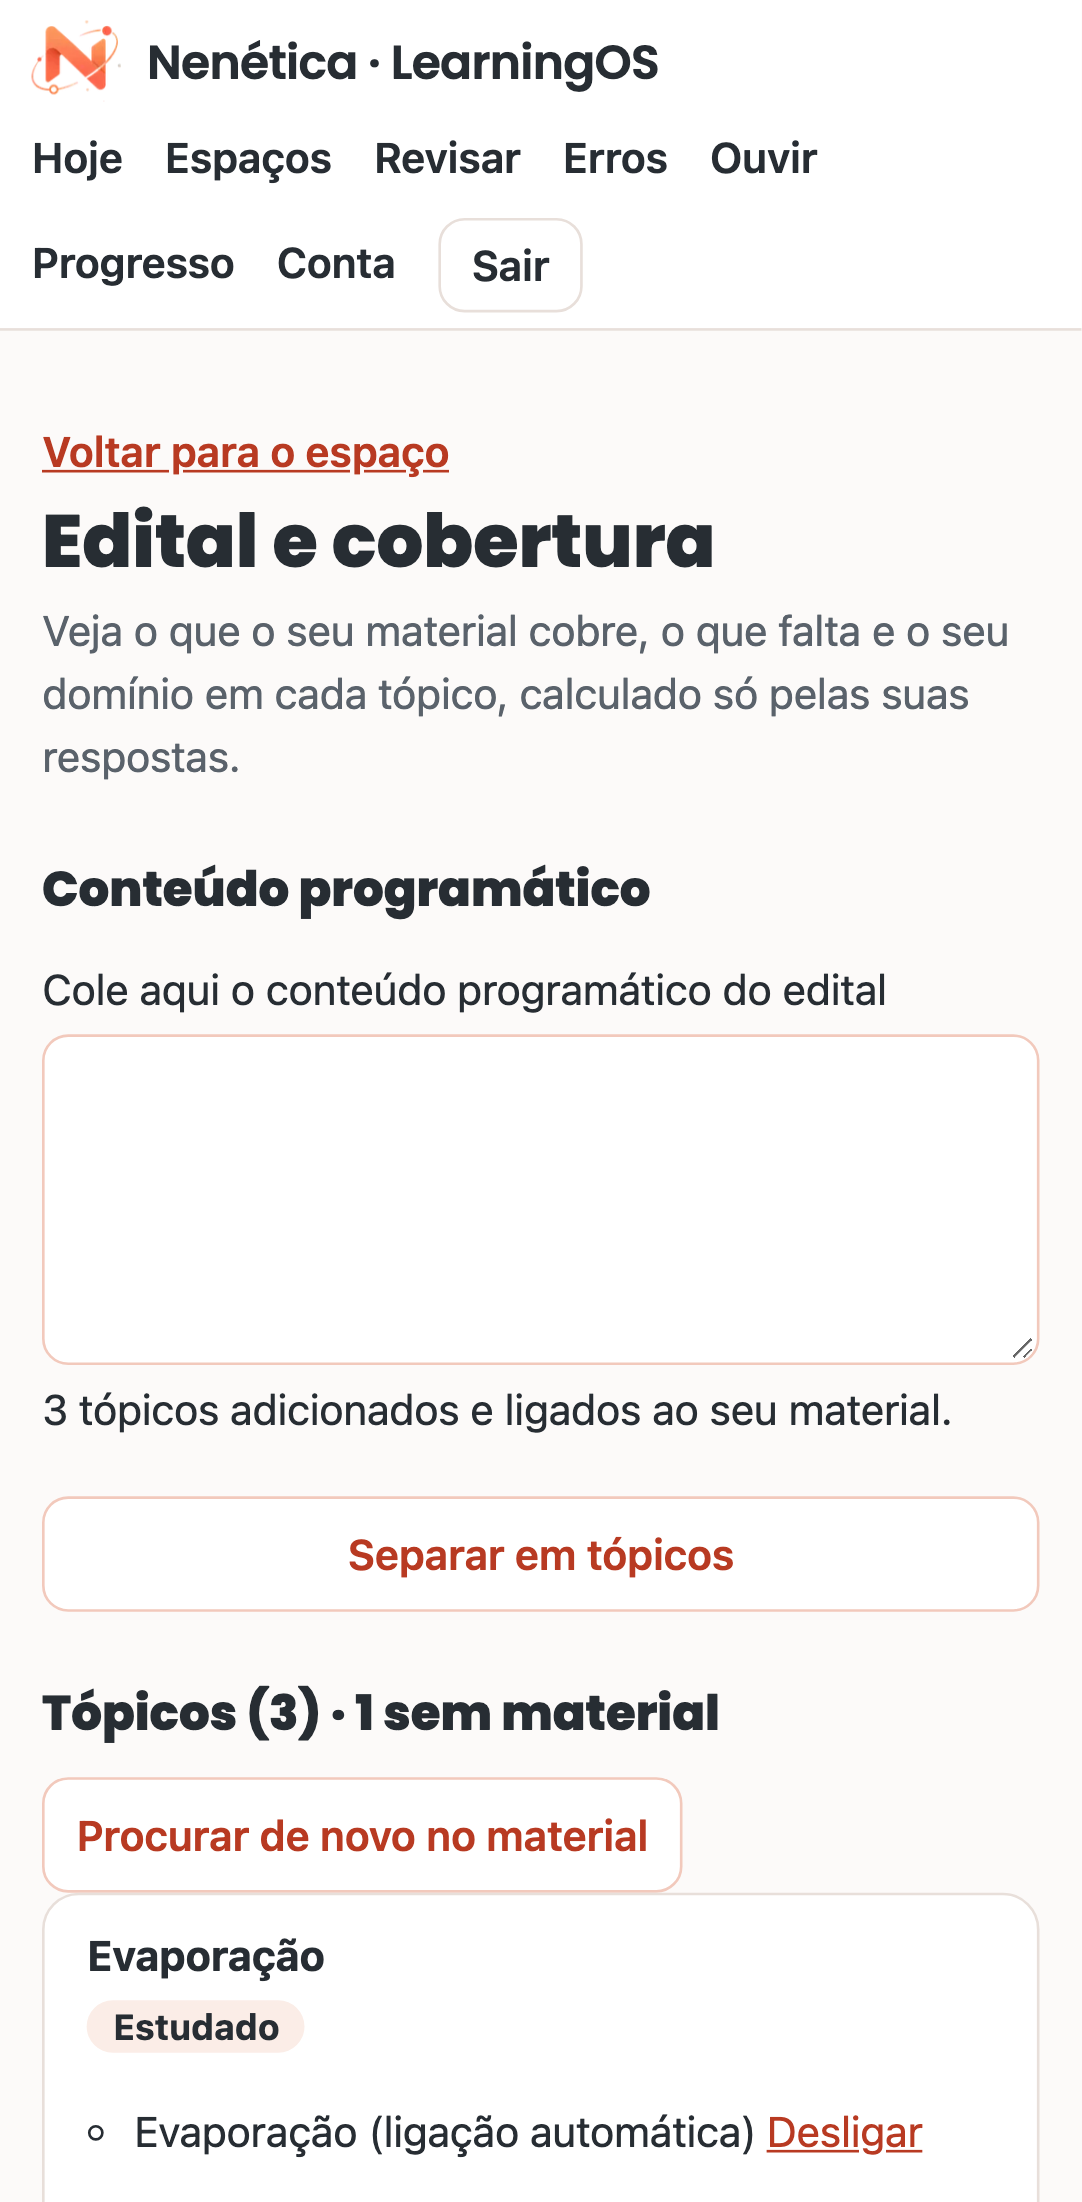 Nenética · LearningOS
Hoje Espaços Revisar Erros Ouvir
Progresso Conta Sair
Voltar para o espaço
Edital e cobertura
Veja o que o seu material cobre, o que falta e o seu
domínio em cada tópico, calculado só pelas suas
respostas.
Conteúdo programático
Cole aqui o conteúdo programático do edital
3 tópicos adicionados e ligados ao seu material.
Separar em tópicos
Tópicos (3) · 1 sem material
Procurar de novo no material
Evaporação
Estudado
Evaporação (ligação automática) Desligar